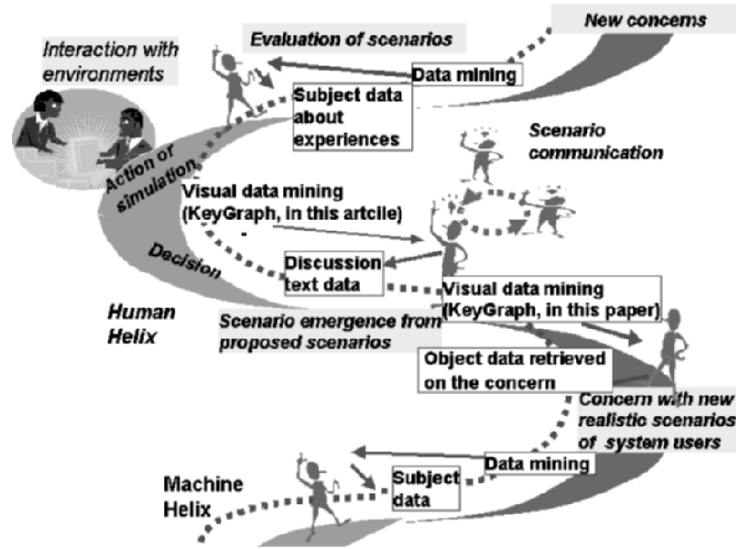 New concerns
Interaction with
environments
Evaluation of scenarios
Data mining
Subject data
about
experiences
Scenario
communication
Action or
simulation
Visual data mining
(KeyGraph, in this artclie)
Decision
Discussion
text data
Visual data mining
(KeyGraph, in this paper)
Human
Helix
Scenario emergence from
proposed scenarios
Object data retrieved
on the concern
Concern with new
realistic scenarios
of system users
Data mining
Subject
data
Machine
Helix